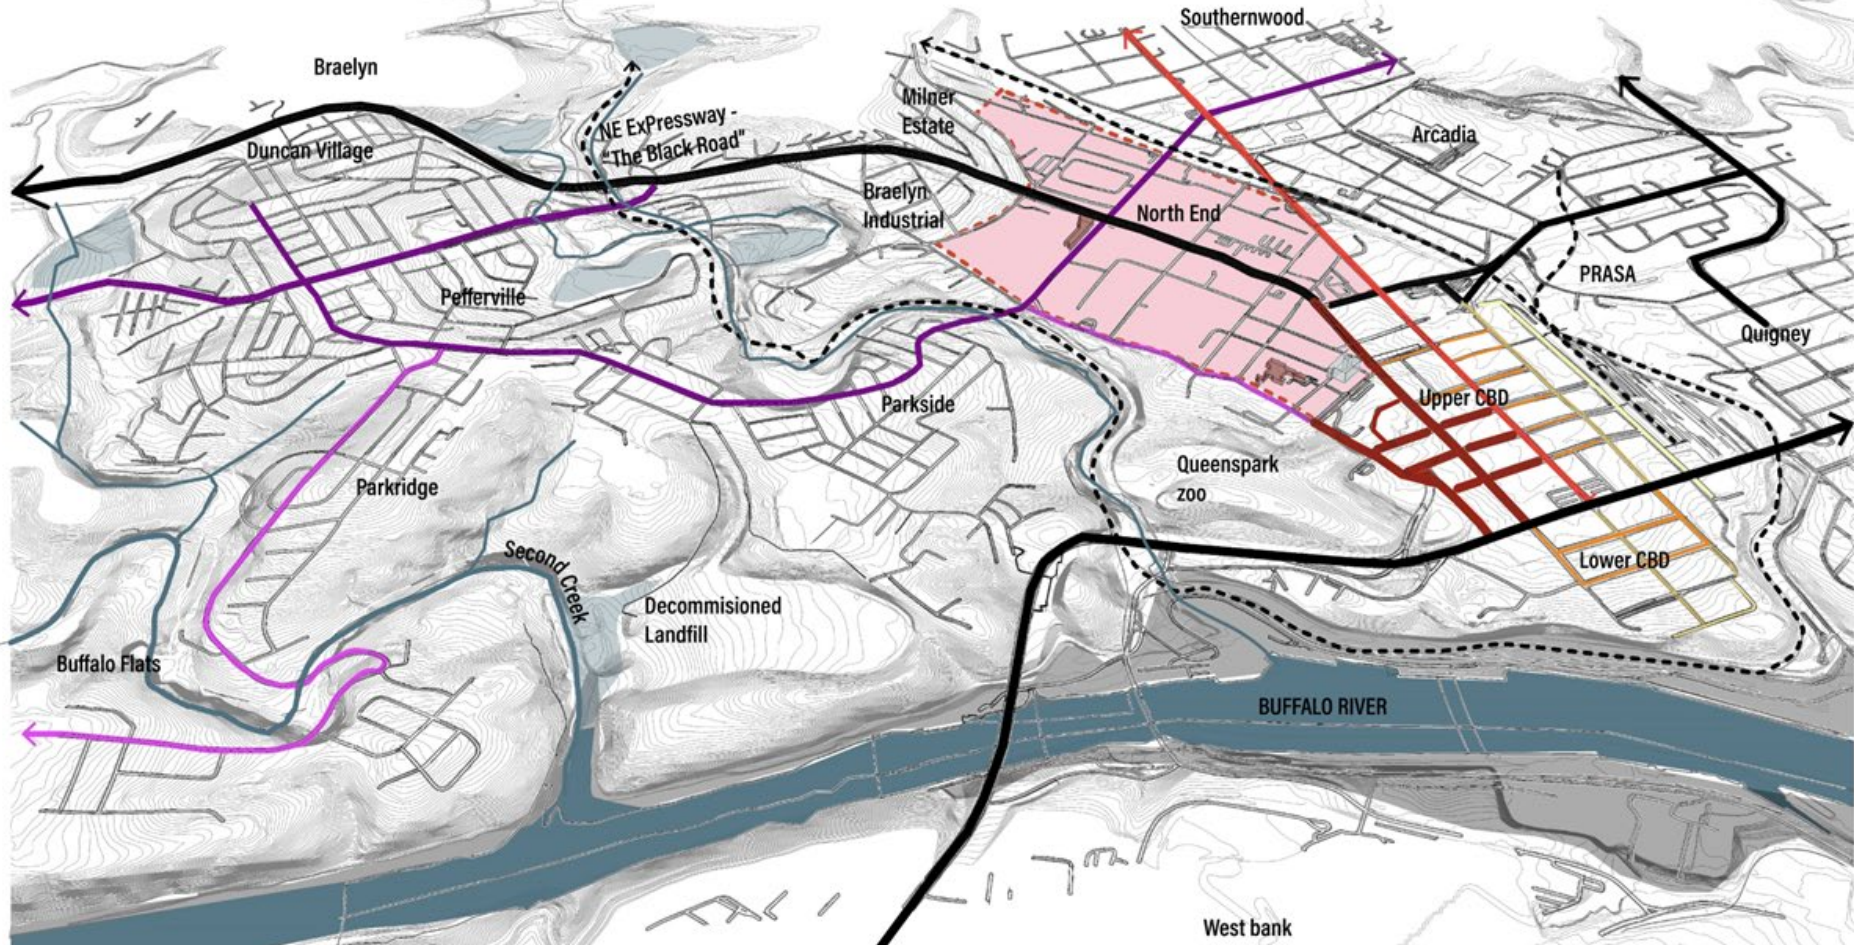 Southernwood
Braelyn
Milner
Estate
NE ExPressway -
"The Black Road"
Arcadia
Duncan Village
Braelyn
Industrial
North End
PRASA
Pefferville
Quigney
Upper CBD
Parkside
Queenspark
zoo
Parkridge
Second Creek
Lower CBD
Decommisioned
Landfill
Buffalo Flats
BUFFALO RIVER
West bank